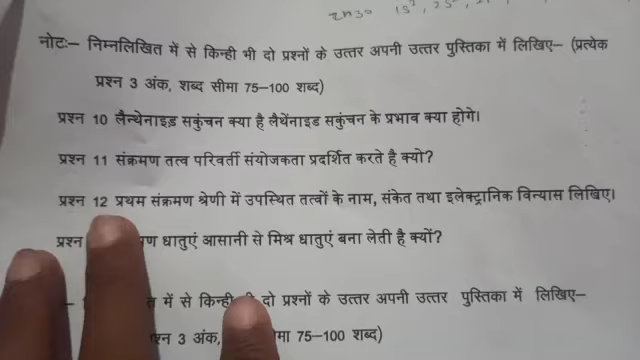 Zn30 15²,
नोटः– निम्नलिखित में से किन्ही भी दो प्रश्नों के उत्तर अपनी उत्तर पुस्तिका में लिखिए– (प्रत्येक
प्रश्न 3 अंक, शब्द सीमा 75–100 शब्द)
प्रश्न 10 लैन्थेनाइड़ सकुंचन क्या है लैथेंनाइड सकुंचन के प्रभाव क्या होगे।
प्रश्न 11 संक्रमण तत्व परिवर्ती संयोजकता प्रदर्शित करते है क्यो?
प्रश्न 12 प्रथम संक्रमण श्रेणी में उपस्थित तत्वों के नाम, संकेत तथा इलेक्ट्रानिक विन्यास लिखिए।
प्रश्न धातुएं आसानी से मिश्र धातुएं बना लेती है क्यों?
में से किन्ही दो प्रश्नों के उत्तर अपनी उत्तर पुस्तिका में लिखिए–
3 अंक, 75–100 शब्द)